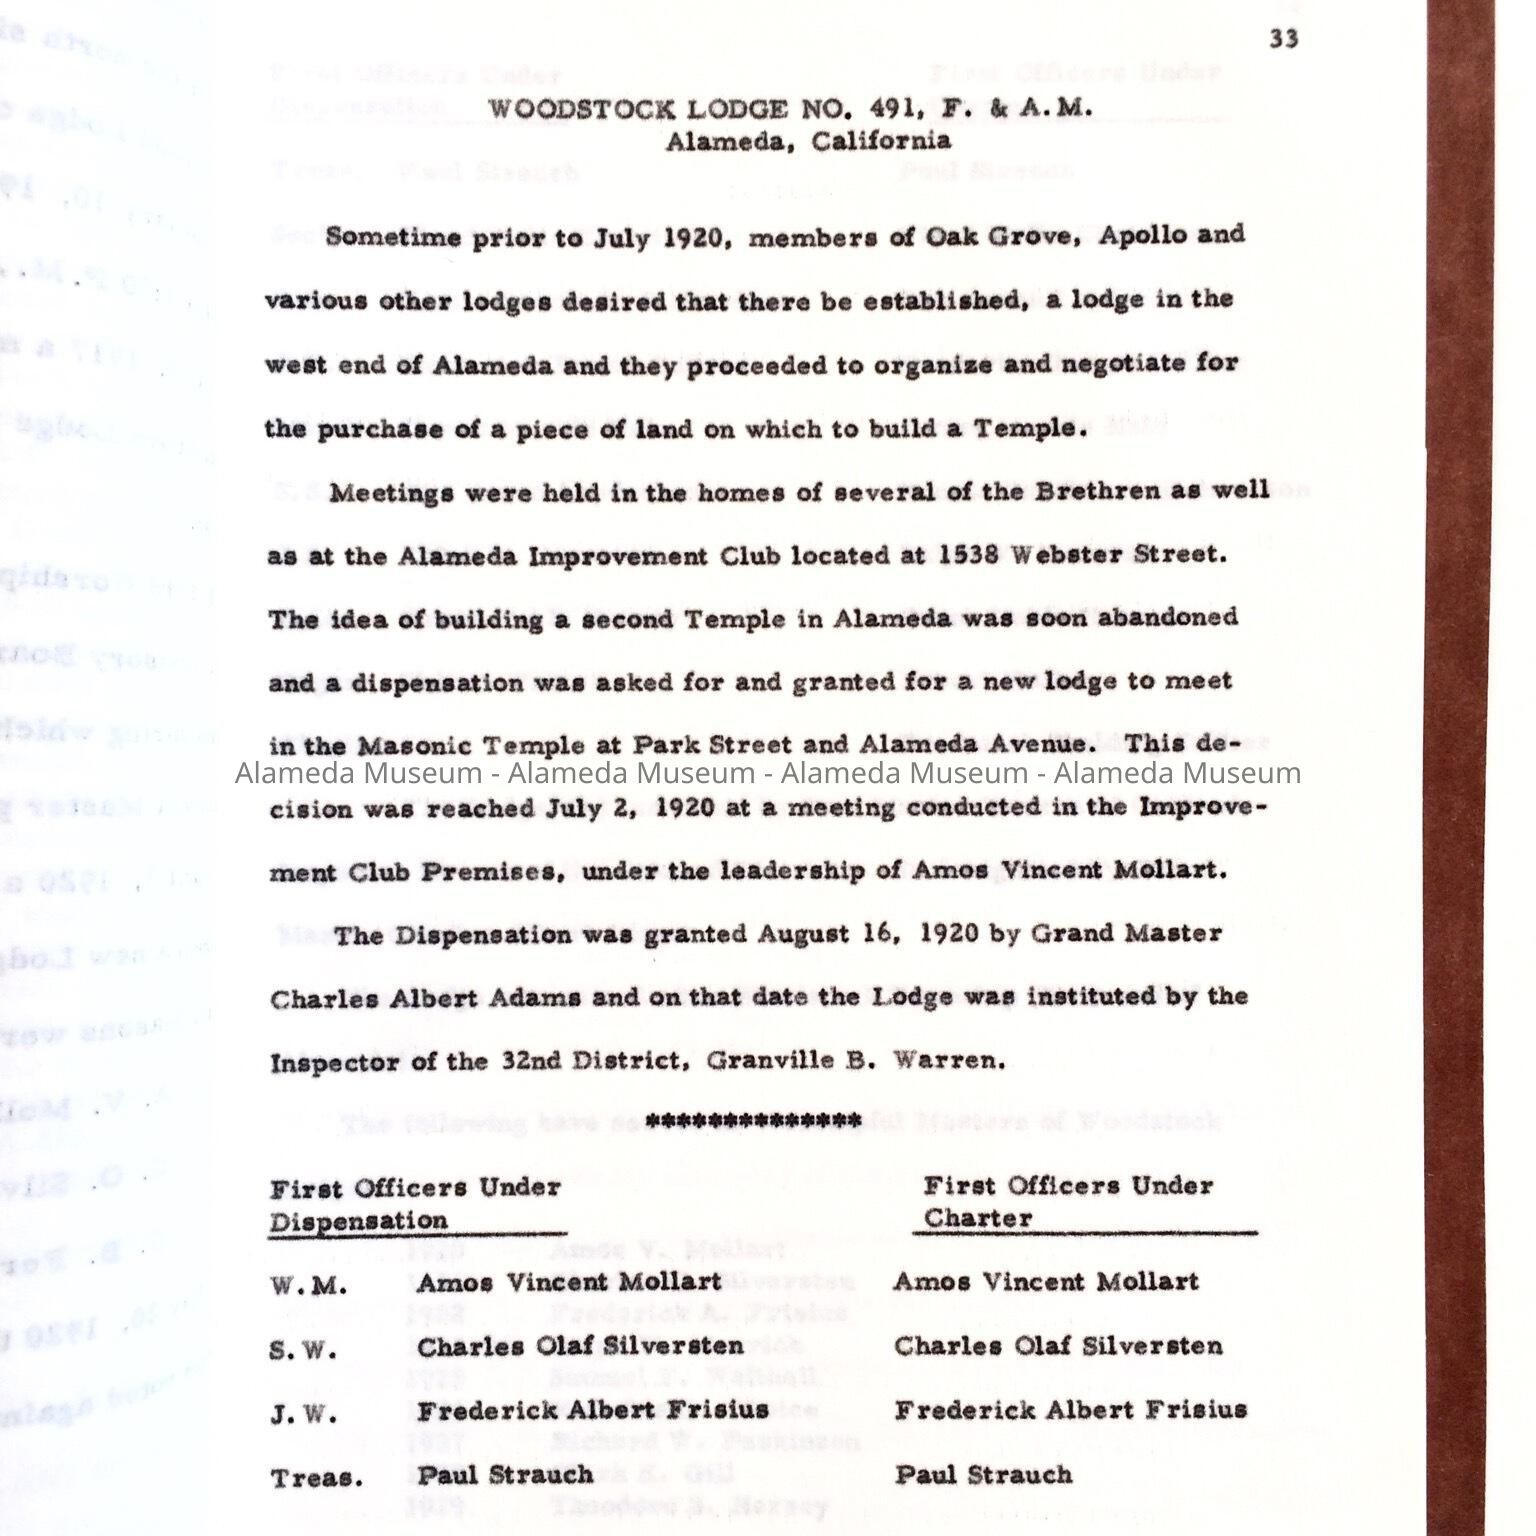 33
WOODSTOCK LODGE NO. 491, F. & A.M.
Alameda, California
Sometime prior to July 1920, members of Oak Grove, Apollo and
various other lodges desired that there be established, a lodge in the
west end of Alameda and they proceeded to organize and negotiate for
the purchase of a piece of land on which to build a Temple.
Meetings were held in the homes of several of the Brethren as well
as at the Alameda Improvement Club located at 1538 Webster Street.
The idea of building a second Temple in Alameda was soon abandoned
and a dispensation was asked for and granted for a new lodge to meet
in the Masonic Temple at Park Street and Alameda Avenue. This de-
Alameda Museum - Alameda Museum - Alameda Museum - Alameda Museum
cision was reached July 2, 1920 at a meeting conducted in the Improve-
ment Club Premises, under the leadership of Amos Vincent Mollart.
The Dispensation was granted August 16, 1920 by Grand Master
Charles Albert Adams and on that date the Lodge was instituted by the
Inspector of the 32nd District, Granville B. Warren.
**************
First Officers Under First Officers Under
Dispensation Charter
W.M. Amos Vincent Mollart Amos Vincent Mollart
S.W. Charles Olaf Silversten Charles Olaf Silversten
J.W. Frederick Albert Frisius Frederick Albert Frisius
Treas. Paul Strauch Paul Strauch